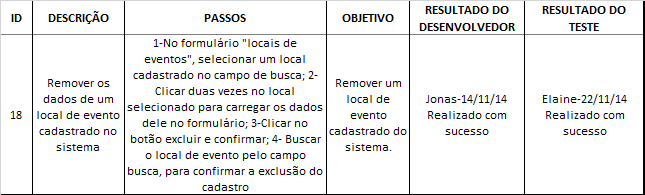 ID
DESCRIÇÃO
PASSOS
OBJETIVO
RESULTADO DO
DESENVOLVEDOR
RESULTADO DO
TESTE
18
Remover os
dados de um
local de evento
cadastrado no
sistema
1-No formulário "locais de
eventos", selecionar um local
cadastrado no campo de busca; 2-
Clicar duas vezes no local
selecionado para carregar os dados
dele no formulário; 3-Clicar no
botão excluir e confirmar; 4- Buscar
o local de evento pelo campo
busca, para confirmar a exclusão do
cadastro
Remover um
local de
evento
cadastrado do
sistema.
Jonas-14/11/14
Realizado com
sucesso
Elaine-22/11/14
Realizado com
sucesso